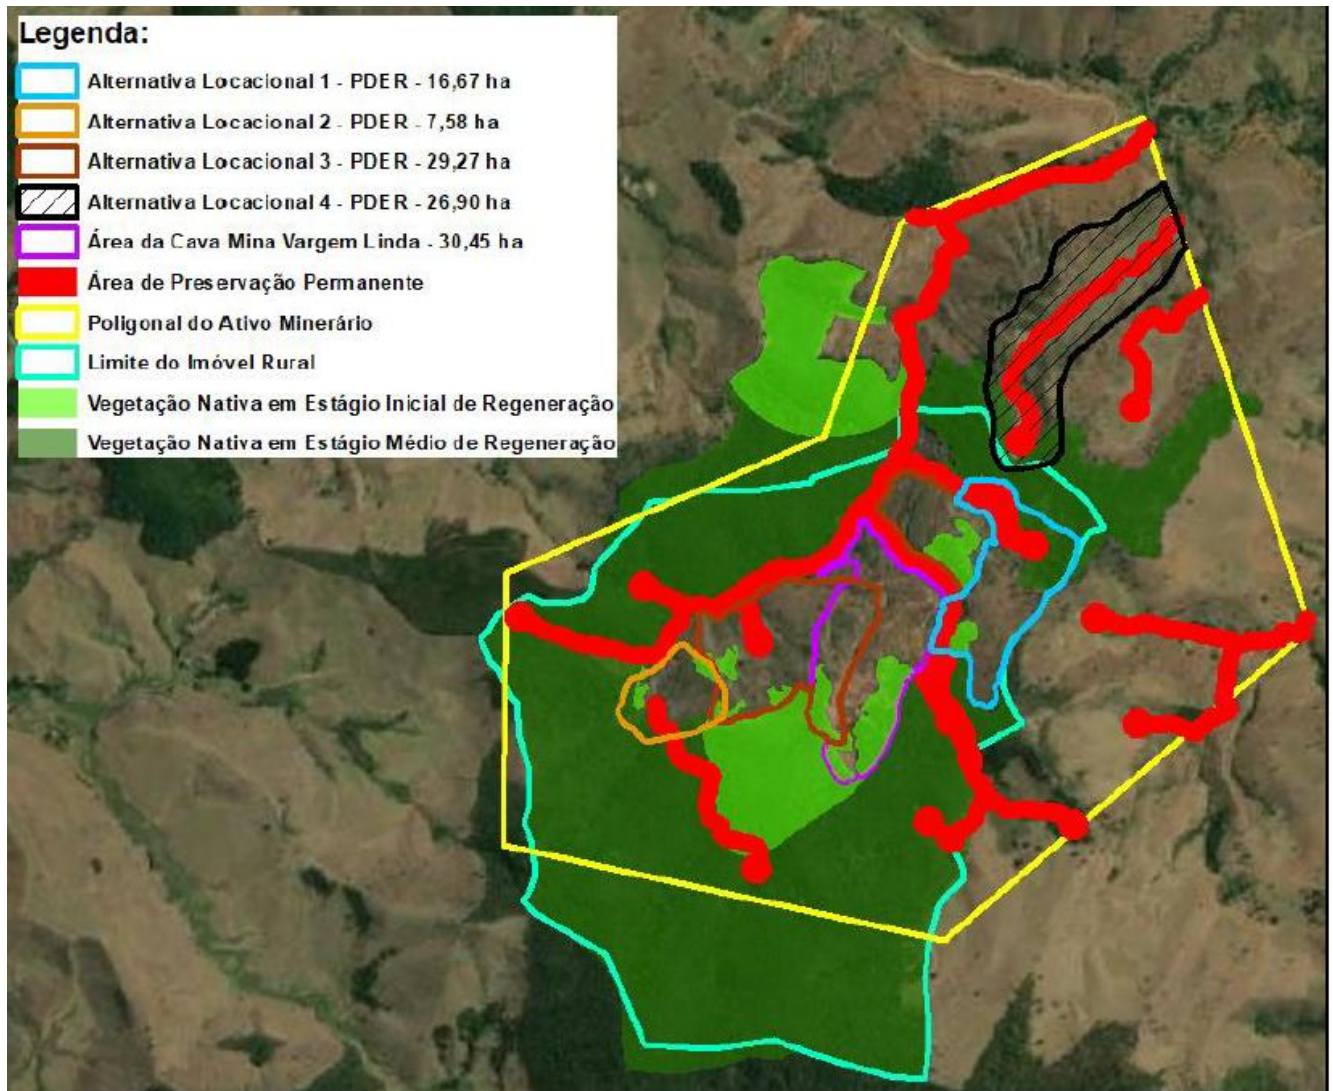 Legenda:
Alternativa Locacional 1 - PDER - 16,67 ha
Alternativa Locacional 2 - PDER - 7,58 ha
Alternativa Locacional 3 - PDER - 29,27 ha
Alternativa Locacional 4 - PDER - 26,90 ha
Área da Cava Mina Vargem Linda - 30,45 ha
Área de Preservação Permanente
Poligonal do Ativo Minerário
Limite do Imóvel Rural
Vegetação Nativa em Estágio Inicial de Regeneração
Vegetação Nativa em Estágio Médio de Regeneração